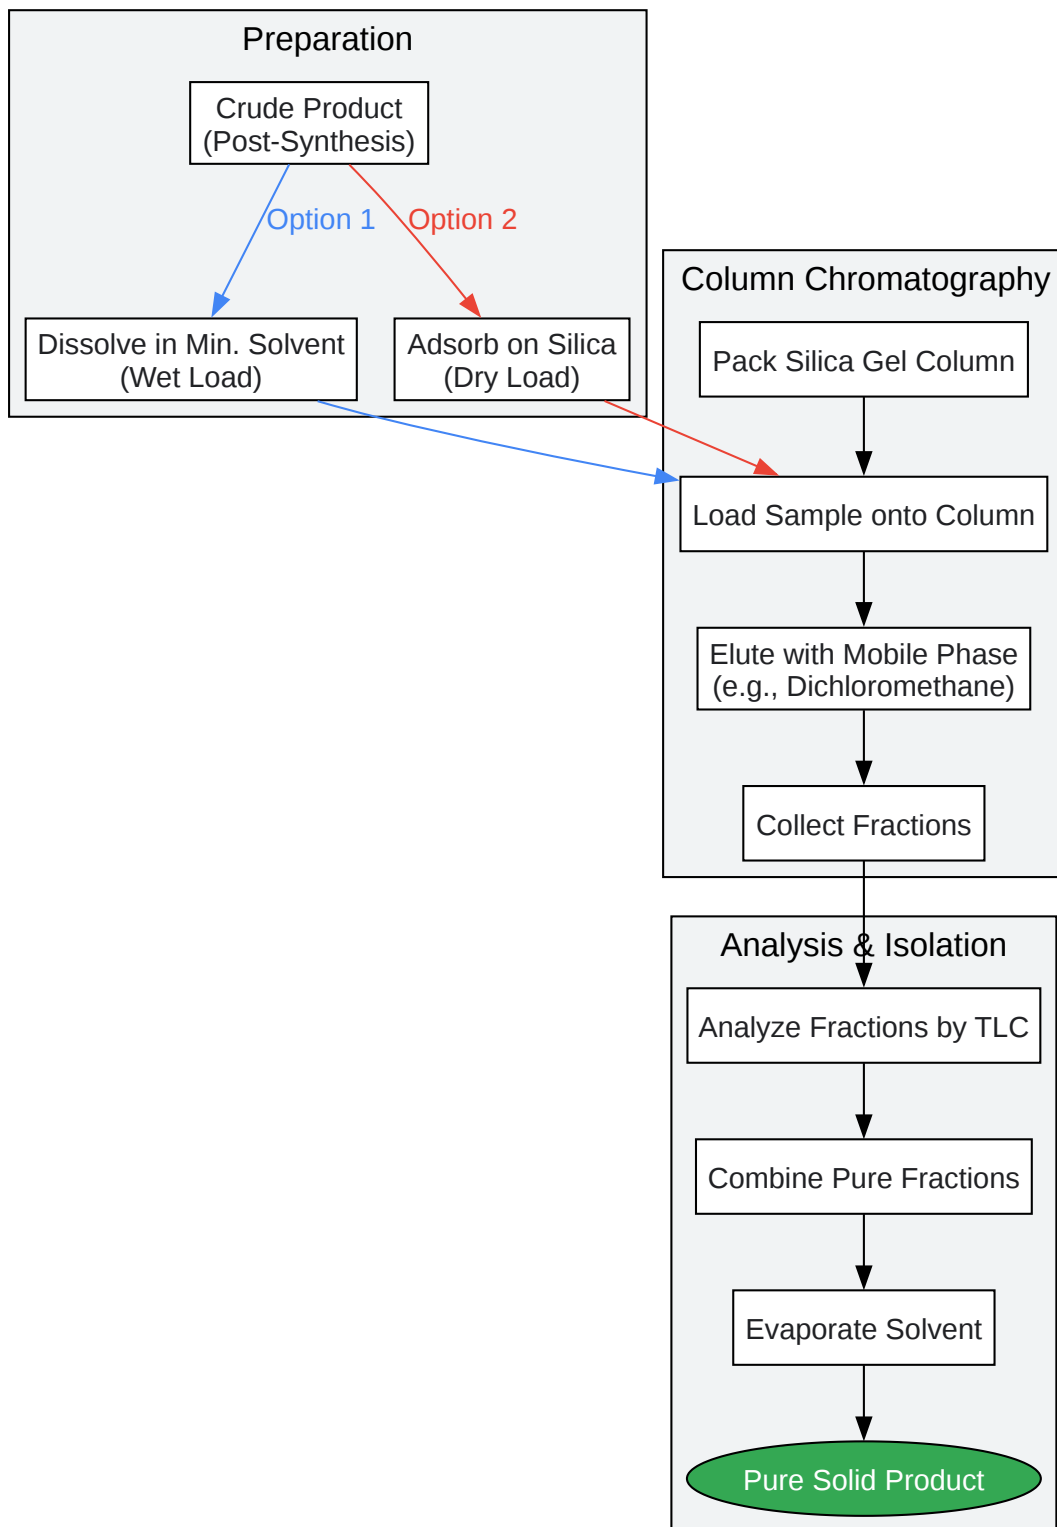 Preparation
Crude Product
(Post-Synthesis)
Option 1
Option 2
Dissolve in Min. Solvent
(Wet Load)
Adsorb on Silica
(Dry Load)
Column Chromatography
Pack Silica Gel Column
Load Sample onto Column
Elute with Mobile Phase
(e.g., Dichloromethane)
Collect Fractions
Analysis & Isolation
Analyze Fractions by TLC
Combine Pure Fractions
Evaporate Solvent
Pure Solid Product